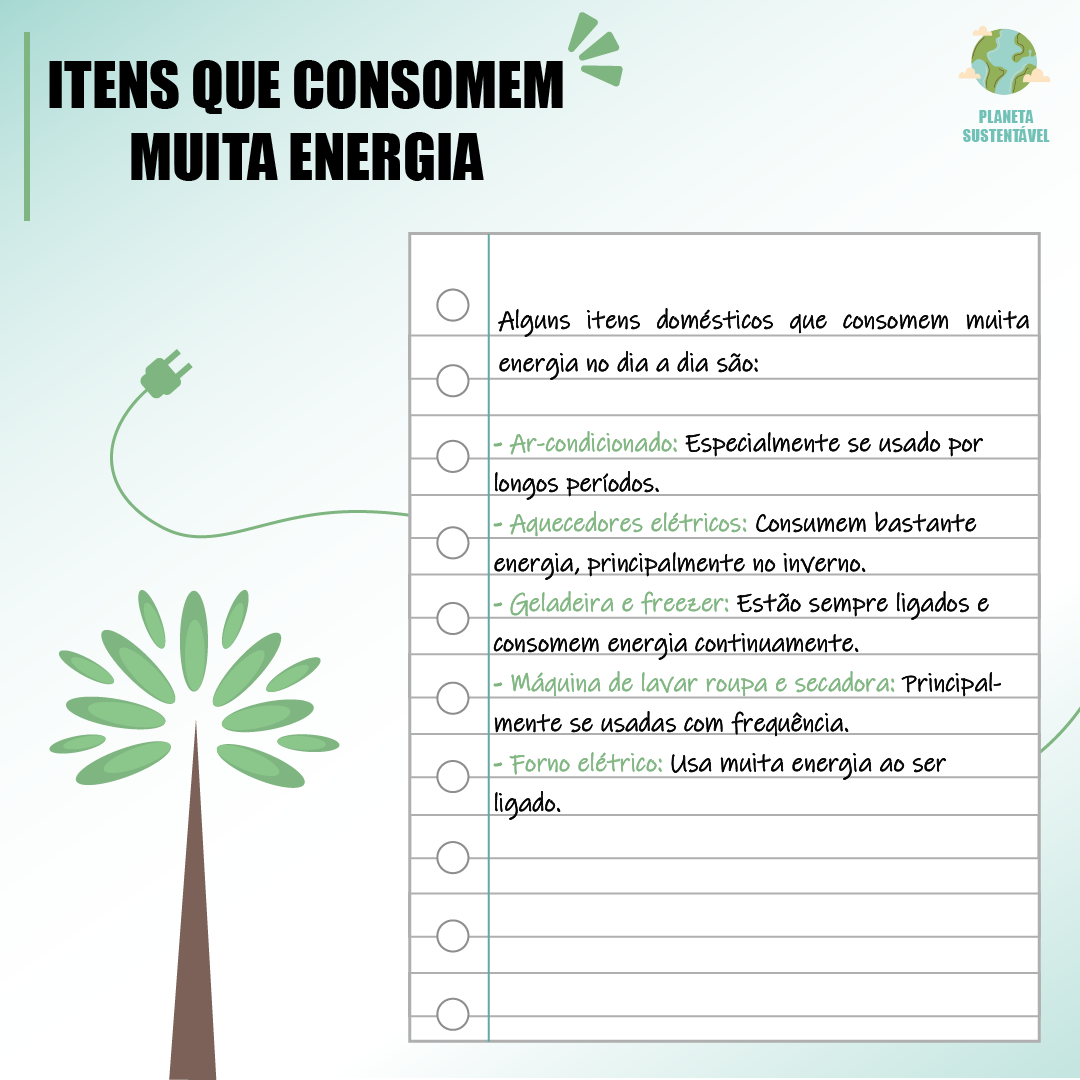 ITENS QUE CONSOMEM
MUITA ENERGIA
PLANETA
SUSTENTÁVEL
Alguns itens domésticos que consomem muita
energia no dia a dia são:
- Ar-condicionado: Especialmente se usado por
longos períodos.
- Aquecedores elétricos: Consumem bastante
energia, principalmente no inverno.
- Geladeira e freezer: Estão sempre ligados e
consomem energia continuamente.
- Máquina de lavar roupa e secadora: Principal-
mente se usadas com frequência.
- Forno elétrico: Usa muita energia ao ser
ligado.